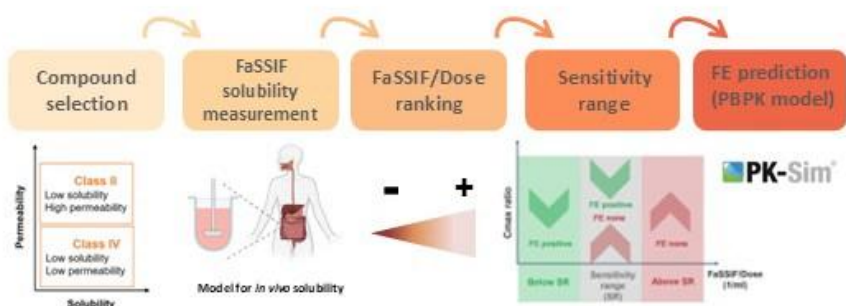 Compound
selection
FaSSIF
solubility
measurement
FaSSIF/Dose
ranking
Sensitivity
range
FE prediction
(PBPK model)
Permeability
Class II
Low solubility
High permeability
Class IV
Low solubility
Low permeability
Solubility
Model for in vivo solubility
- +
Cmax ratio
FE positive
FE positive
FE none
FE none
Below SR
Sensitivity
range
(SR)
Above SR
FaSSIF/Dose
(1/ml)
PK-Sim®